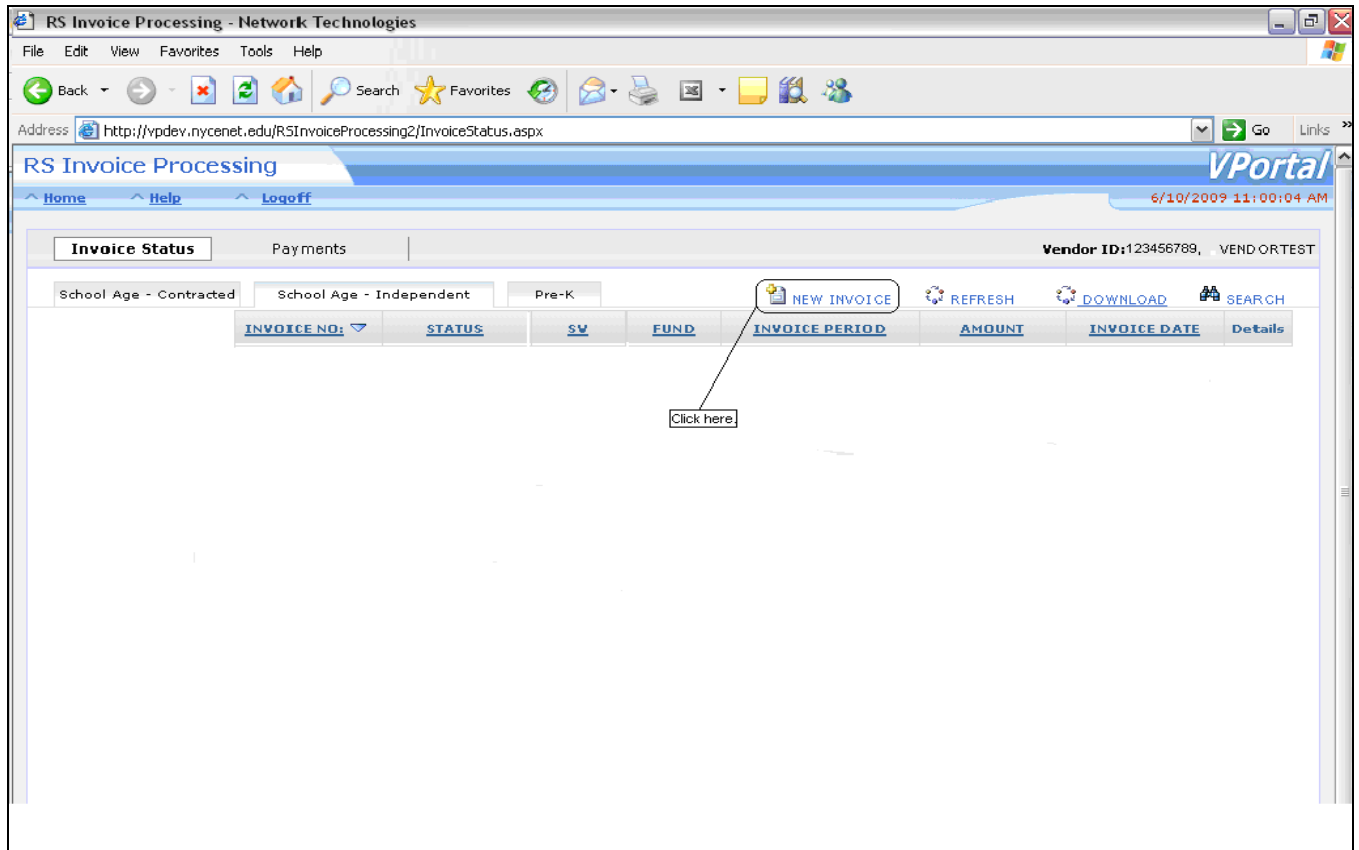 RS Invoice Processing - Network Technologies
File Edit View Favorites Tools Help
Back Search Favorites
Address http://vpdev.nycenet.edu/RSInvoiceProcessing2/InvoiceStatus.aspx Go Links »
RS Invoice Processing VPortal
^ Home ^ Help ^ Logoff 6/10/2009 11:00:04 AM
Invoice Status Payments Vendor ID:123456789, VENDORTEST
School Age - Contracted School Age - Independent Pre-K NEW INVOICE REFRESH DOWNLOAD SEARCH
INVOICE NO: STATUS SV FUND INVOICE PERIOD AMOUNT INVOICE DATE Details
Click here.